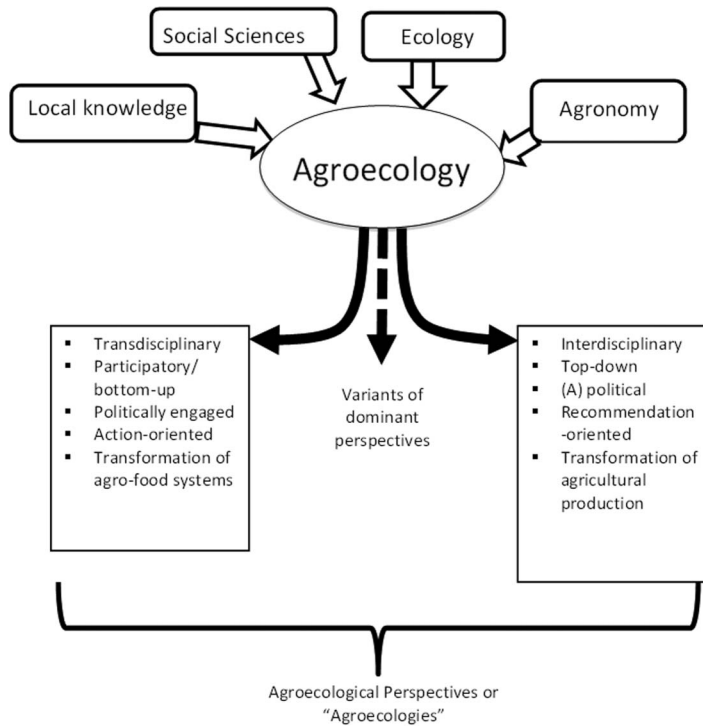 Social Sciences
Ecology
Local knowledge
Agronomy
Agroecology
▪ Transdisciplinary
▪ Participatory/
bottom-up
▪ Politically engaged
▪ Action-oriented
▪ Transformation of
agro-food systems
Variants of
dominant
perspectives
▪ Interdisciplinary
▪ Top-down
▪ (A) political
▪ Recommendation
-oriented
▪ Transformation of
agricultural
production
Agroecological Perspectives or
“Agroecologies”